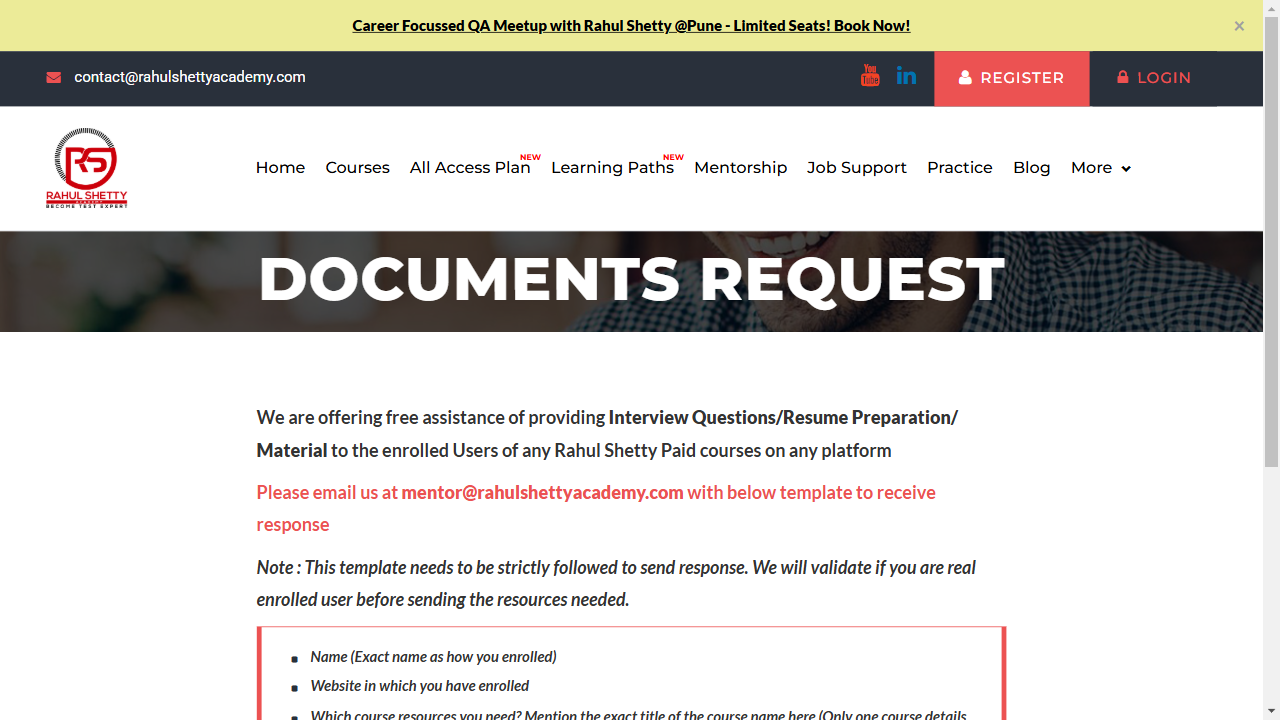 Career Focussed QA Meetup with Rahul Shetty @Pune - Limited Seats! Book Now!
×
contact@rahulshettyacademy.com
You Tube
in
REGISTER
LOGIN
RS
RAHUL SHETTY
ACADEMY
BECOME TEST EXPERT
Home Courses All Access Plan NEW Learning Paths NEW Mentorship Job Support Practice Blog More
DOCUMENTS REQUEST
We are offering free assistance of providing Interview Questions/Resume Preparation/
Material to the enrolled Users of any Rahul Shetty Paid courses on any platform
Please email us at mentor@rahulshettyacademy.com with below template to receive
response
Note : This template needs to be strictly followed to send response. We will validate if you are real
enrolled user before sending the resources needed.
Name (Exact name as how you enrolled)
Website in which you have enrolled
Which course resources you need? Mention the exact title of the course name here (Only one course details